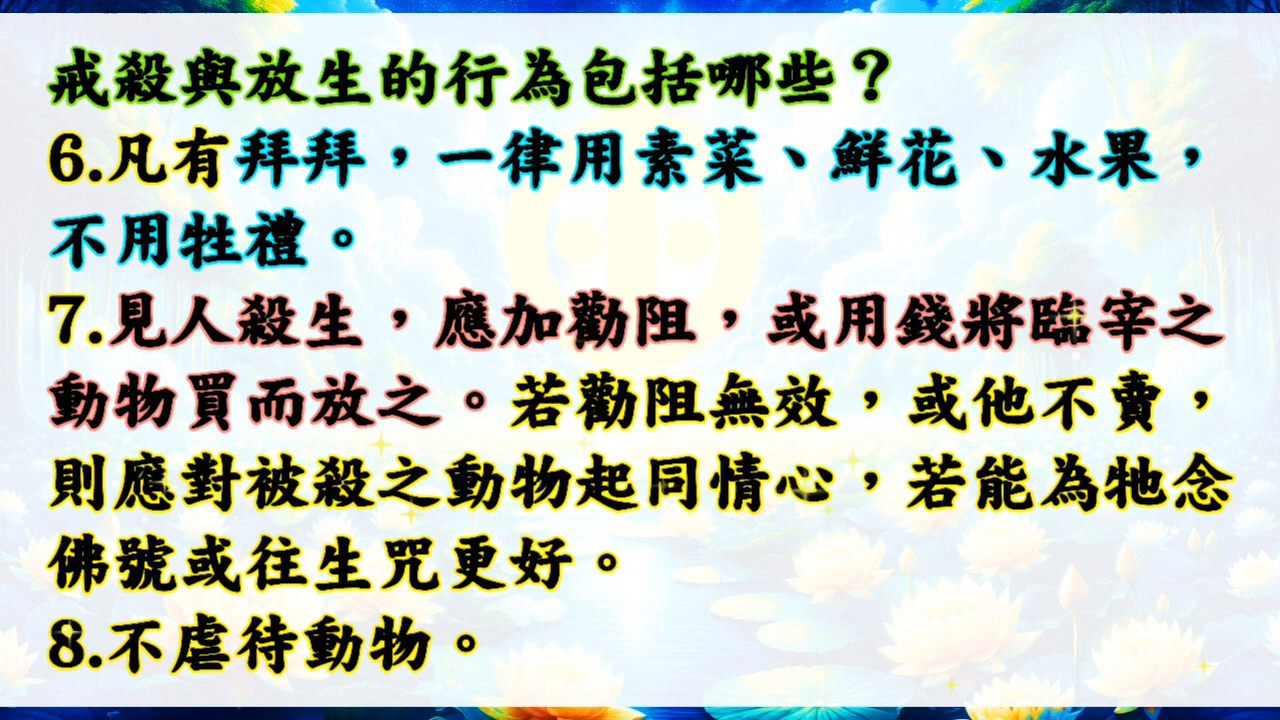 戒殺與放生的行為包括哪些？
6.凡有拜拜，一律用素菜、鮮花、水果，
不用牲禮。
7.見人殺生，應加勸阻，或用錢將臨宰之
動物買而放之。若勸阻無效，或他不賣，
則應對被殺之動物起同情心，若能為牠念
佛號或往生咒更好。
8.不虐待動物。